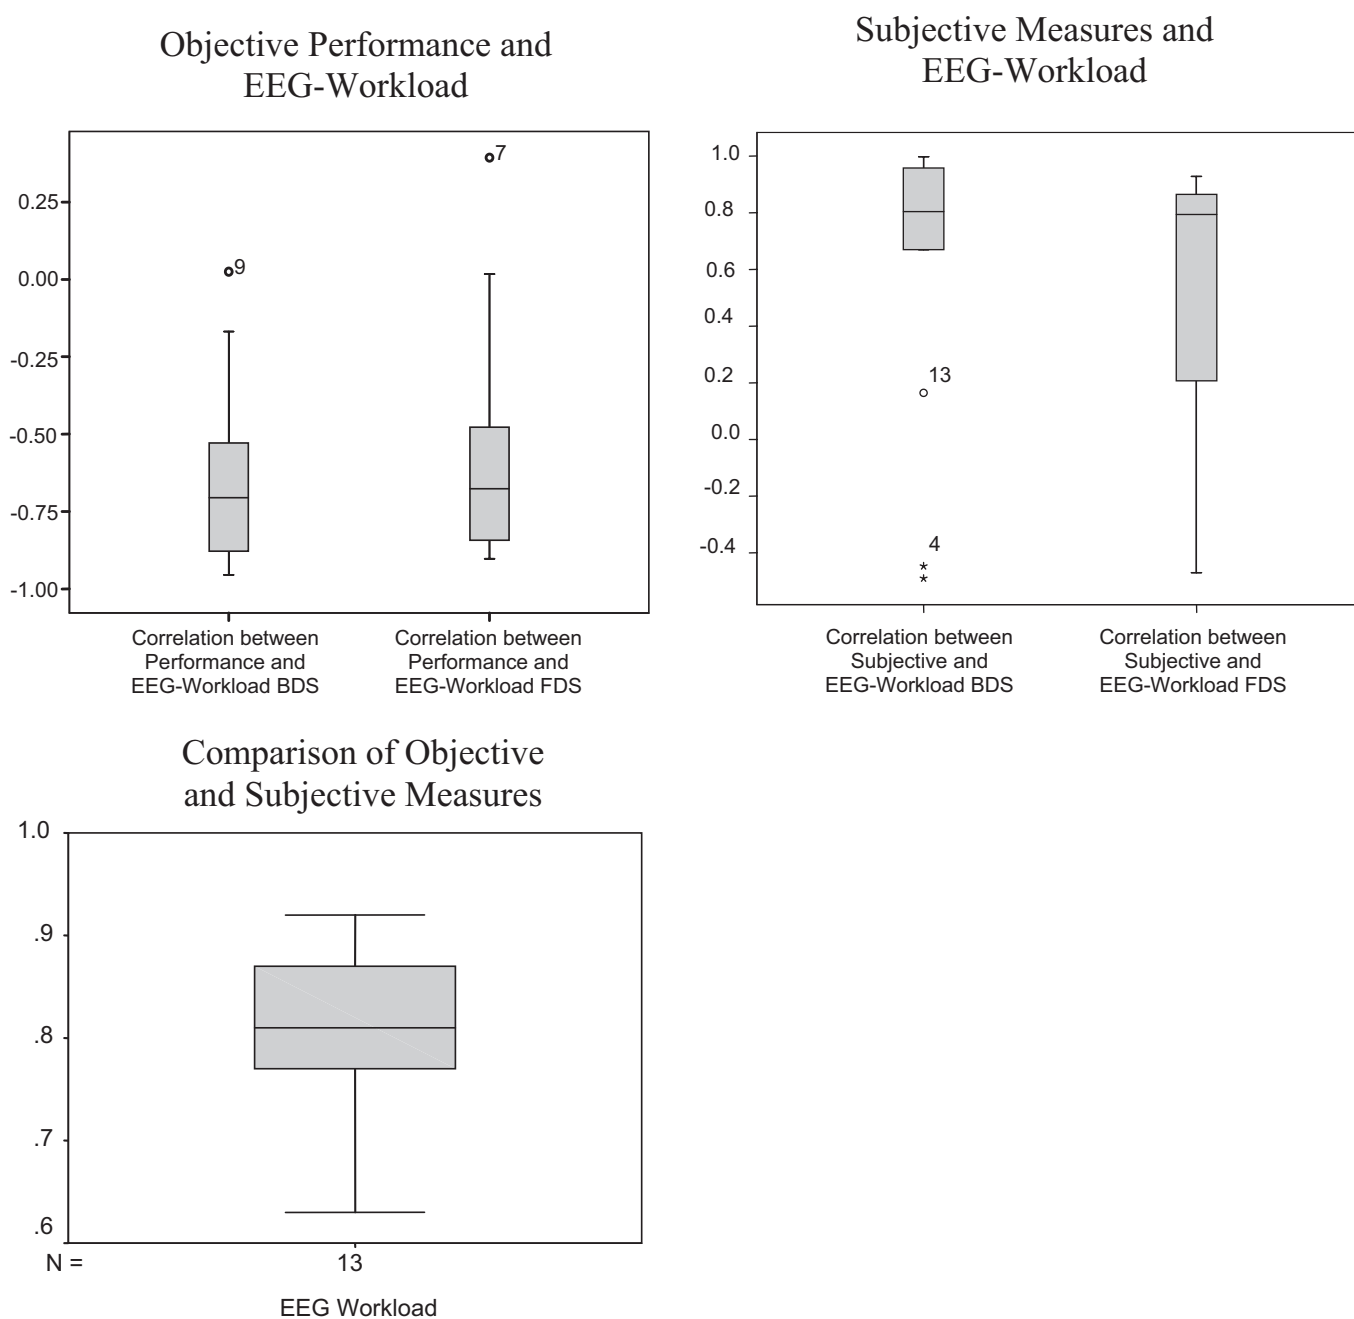 Objective Performance and
EEG-Workload
0.25
0.00
-0.25
-0.50
-0.75
-1.00
9
7
Correlation between
Performance and
EEG-Workload BDS
Correlation between
Performance and
EEG-Workload FDS
Subjective Measures and
EEG-Workload
1.0
0.8
0.6
0.4
0.2
0.0
-0.2
-0.4
13
4
*
*
Correlation between
Subjective and
EEG-Workload BDS
Correlation between
Subjective and
EEG-Workload FDS
Comparison of Objective
and Subjective Measures
1.0
.9
.8
.7
.6
N = 13
EEG Workload